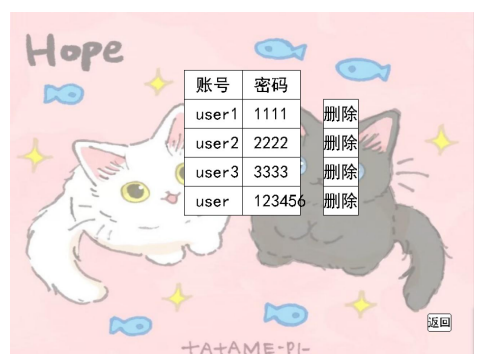 Hope
账号 密码
user1 1111 删除
user2 2222 删除
user3 3333 删除
user 123456 删除
返回
TATAME-PI-